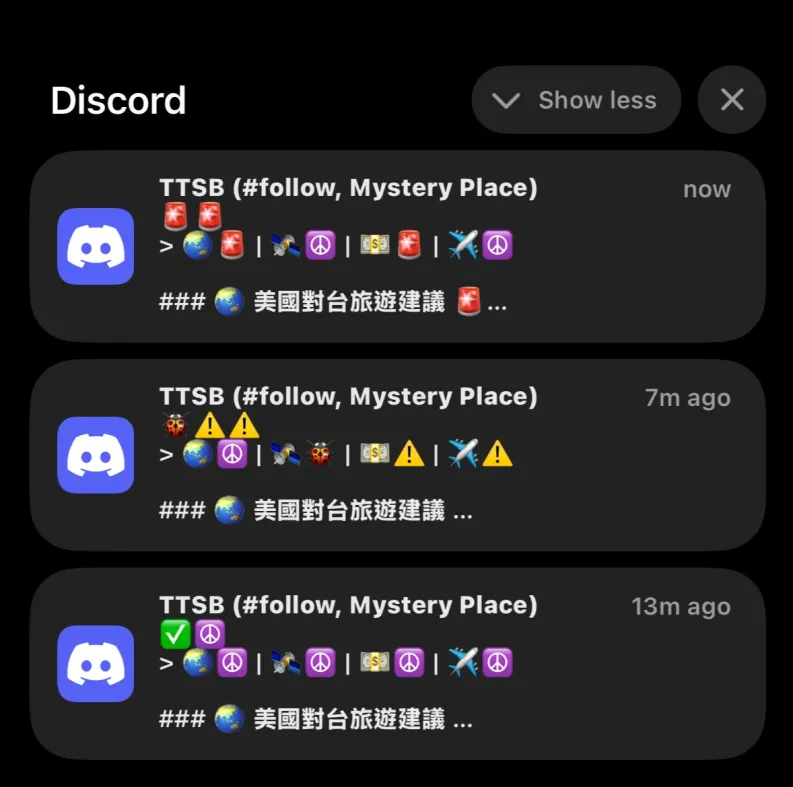 Discord
Show less
TTSB (#follow, Mystery Place)
now
🚨🚨
> 🌏🚨 | 🛰️☮️ | 💵🚨 | ✈️☮️
### 🌏 美國對台旅遊建議 🚨...
TTSB (#follow, Mystery Place)
7m ago
🐞⚠️⚠️
> 🌏☮️ | 🛰️🐞 | 💵⚠️ | ✈️⚠️
### 🌏 美國對台旅遊建議 ...
TTSB (#follow, Mystery Place)
13m ago
✅☮️
> 🌏☮️ | 🛰️☮️ | 💵☮️ | ✈️☮️
### 🌏 美國對台旅遊建議 ...